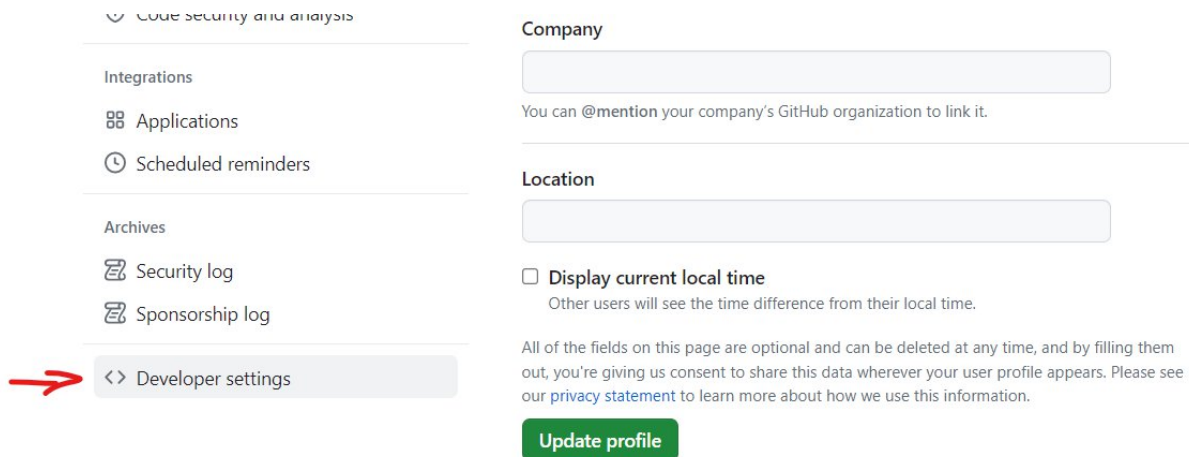 Code security and analysis
Integrations
Applications
Scheduled reminders
Archives
Security log
Sponsorship log
Developer settings
Company
You can @mention your company's GitHub organization to link it.
Location
Display current local time
Other users will see the time difference from their local time.
All of the fields on this page are optional and can be deleted at any time, and by filling them
out, you're giving us consent to share this data wherever your user profile appears. Please see
our privacy statement to learn more about how we use this information.
Update profile